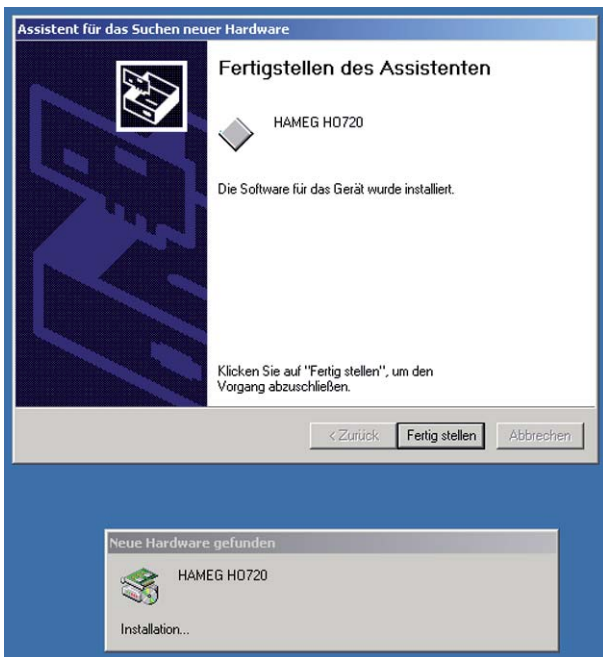 Assistent für das Suchen neuer Hardware
Fertigstellen des Assistenten
HAMEG HO720
Die Software für das Gerät wurde installiert.
Klicken Sie auf "Fertig stellen", um den
Vorgang abzuschließen.
< Zurück Fertig stellen Abbrechen
Neue Hardware gefunden
HAMEG HO720
Installation...